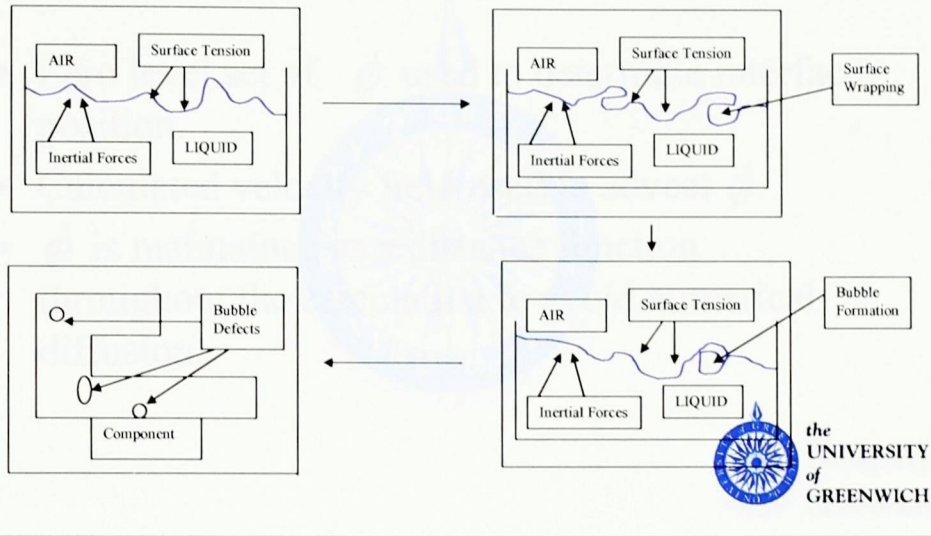 AIR
Surface Tension
Inertial Forces
LIQUID
AIR
Surface Tension
Surface
Wrapping
Inertial Forces
LIQUID
Bubble
Defects
Component
AIR
Surface Tension
Bubble
Formation
Inertial Forces
LIQUID
the
UNIVERSITY
of
GREENWICH